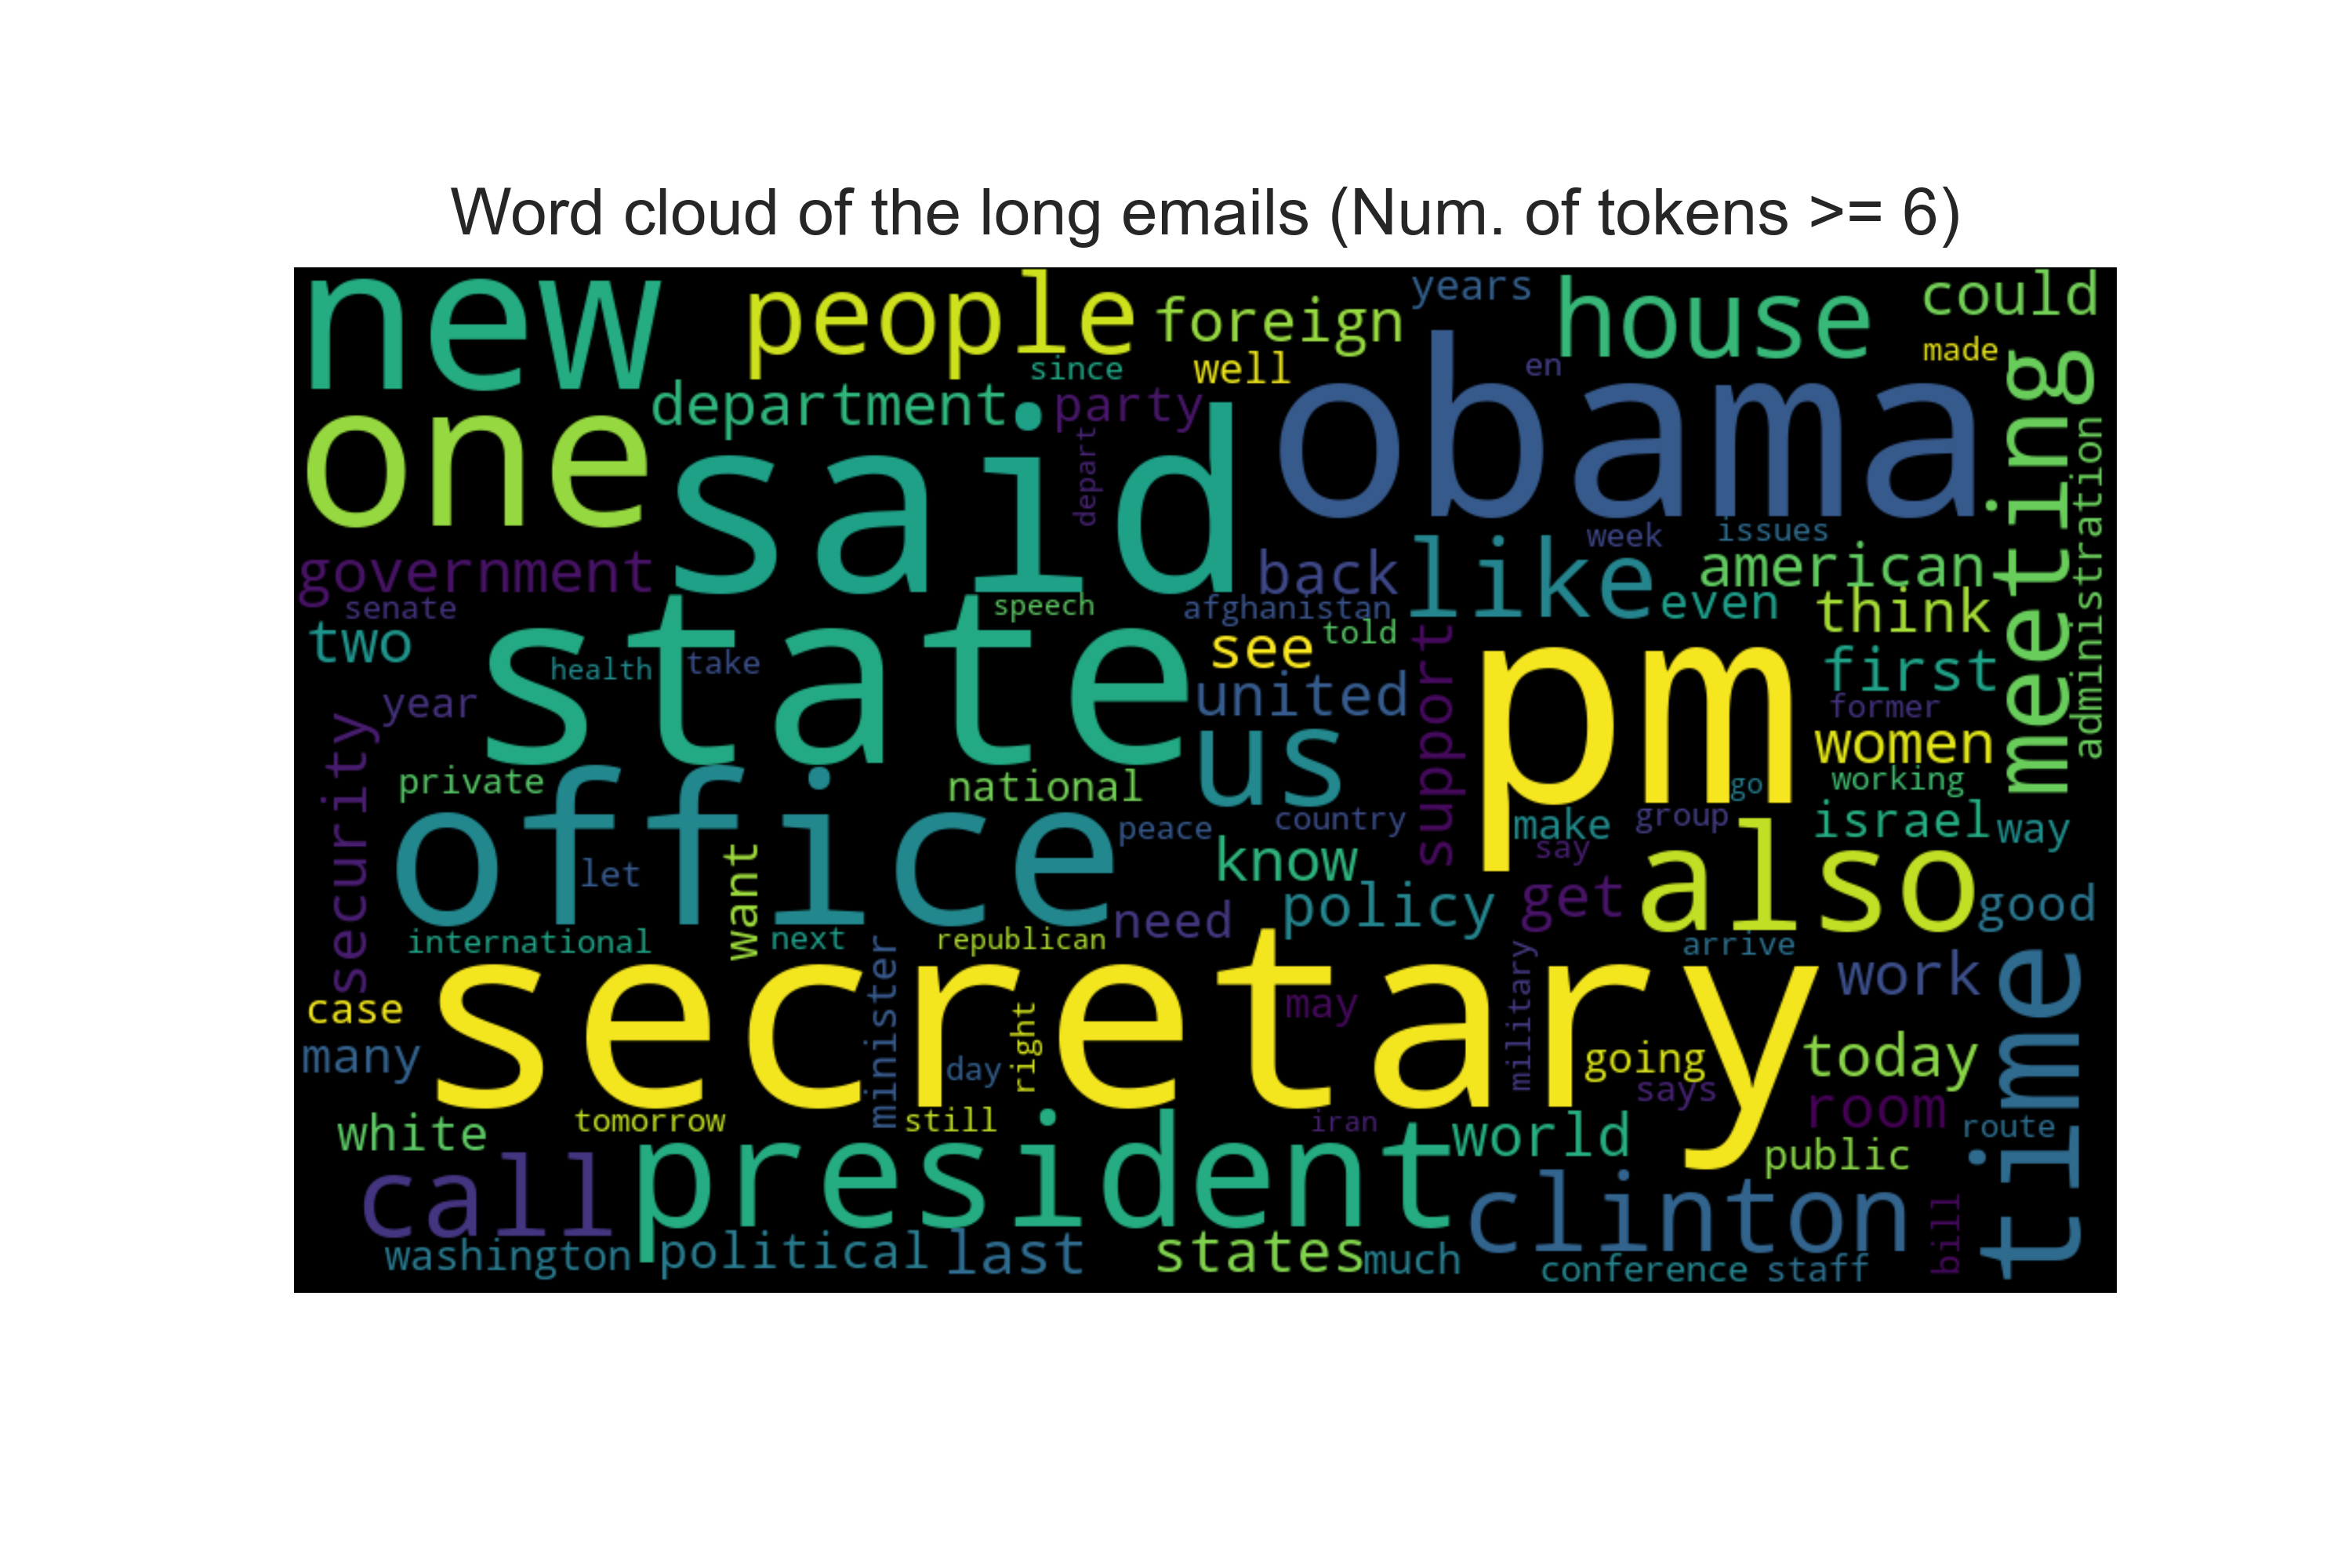 Word cloud of the long emails (Num. of tokens >= 6)
new
people
foreign
years
house
could
made
since
well
en
obama
meeting
one
department
party
said
depart
administration
government
back
like
week
issues
american
senate
speech
afghanistan
even
think
two
state
health
take
see
told
support
pm
first
year
united
former
women
security
private
national
us
go
working
office
peace
country
make
group
israel
way
let
want
know
say
also
policy
get
good
international
next
republican
need
arrive
secretary
minister
military
work
time
case
right
may
many
day
going
today
says
room
white
tomorrow
still
iran
world
route
call
president
public
clinton
bill
washington
political
last
states
much
conference
staff